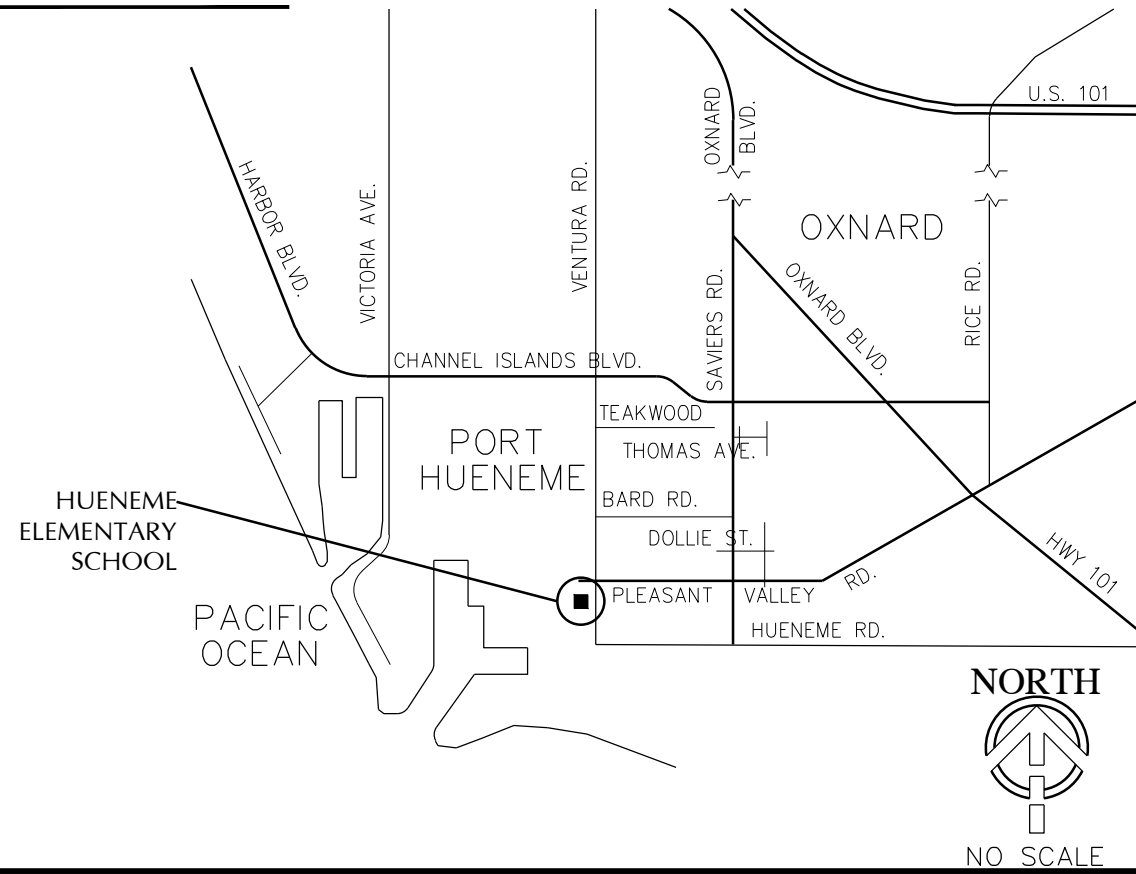 U.S. 101
OXNARD
BLVD.
HARBOR BLVD.
VICTORIA AVE.
VENTURA RD.
OXNARD
OXNARD BLVD.
SAVIERS RD.
RICE RD.
CHANNEL ISLANDS BLVD.
TEAKWOOD
THOMAS AVE.
PORT
HUENEME
BARD RD.
DOLLIE ST.
HUENEME
ELEMENTARY
SCHOOL
HWY 101
PLEASANT VALLEY RD.
HUENEME RD.
PACIFIC
OCEAN
NORTH
NO SCALE